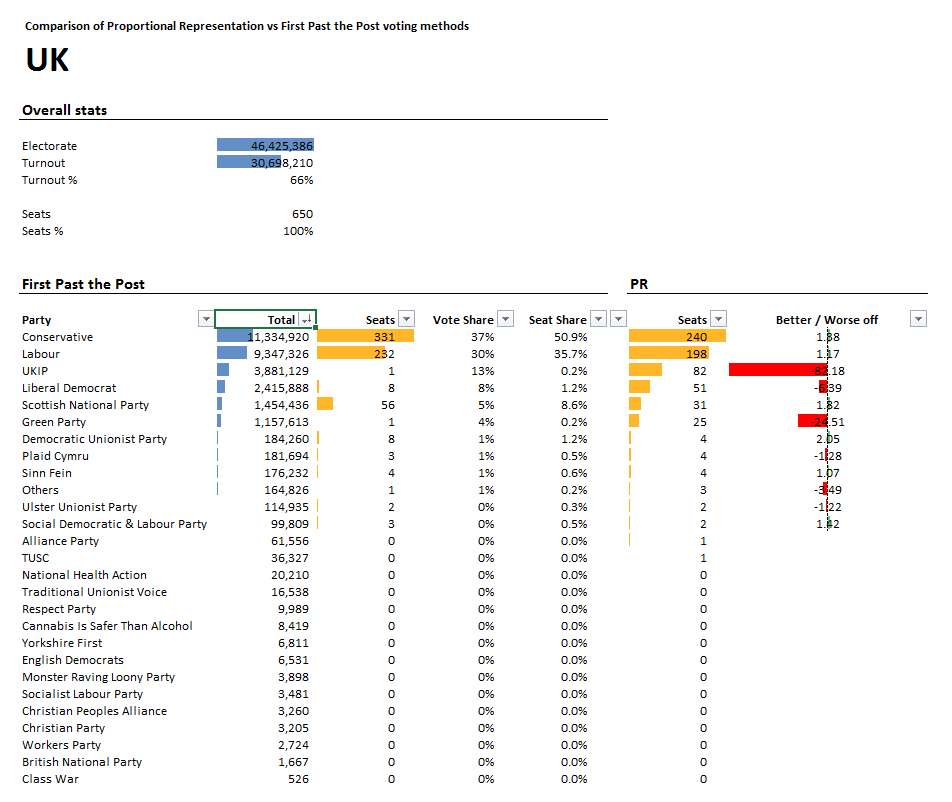 Comparison of Proportional Representation vs First Past the Post voting methods
UK
Overall stats
Electorate 46,425,386
Turnout 30,698,210
Turnout % 66%
Seats 650
Seats % 100%
First Past the Post PR
Party Total Seats Vote Share Seat Share Seats Better / Worse off
Conservative 11,334,920 331 37% 50.9% 240 1.38
Labour 9,347,326 232 30% 35.7% 198 1.17
UKIP 3,881,129 1 13% 0.2% 82 -82.18
Liberal Democrat 2,415,888 8 8% 1.2% 51 -6.39
Scottish National Party 1,454,436 56 5% 8.6% 31 1.82
Green Party 1,157,613 1 4% 0.2% 25 -24.51
Democratic Unionist Party 184,260 8 1% 1.2% 4 2.05
Plaid Cymru 181,694 3 1% 0.5% 4 -1.28
Sinn Fein 176,232 4 1% 0.6% 4 1.07
Others 164,826 1 1% 0.2% 3 -3.49
Ulster Unionist Party 114,935 2 0% 0.3% 2 -1.22
Social Democratic & Labour Party 99,809 3 0% 0.5% 2 1.42
Alliance Party 61,556 0 0% 0.0% 1
TUSC 36,327 0 0% 0.0% 1
National Health Action 20,210 0 0% 0.0% 0
Traditional Unionist Voice 16,538 0 0% 0.0% 0
Respect Party 9,989 0 0% 0.0% 0
Cannabis Is Safer Than Alcohol 8,419 0 0% 0.0% 0
Yorkshire First 6,811 0 0% 0.0% 0
English Democrats 6,531 0 0% 0.0% 0
Monster Raving Loony Party 3,898 0 0% 0.0% 0
Socialist Labour Party 3,481 0 0% 0.0% 0
Christian Peoples Alliance 3,260 0 0% 0.0% 0
Christian Party 3,205 0 0% 0.0% 0
Workers Party 2,724 0 0% 0.0% 0
British National Party 1,667 0 0% 0.0% 0
Class War 526 0 0% 0.0% 0